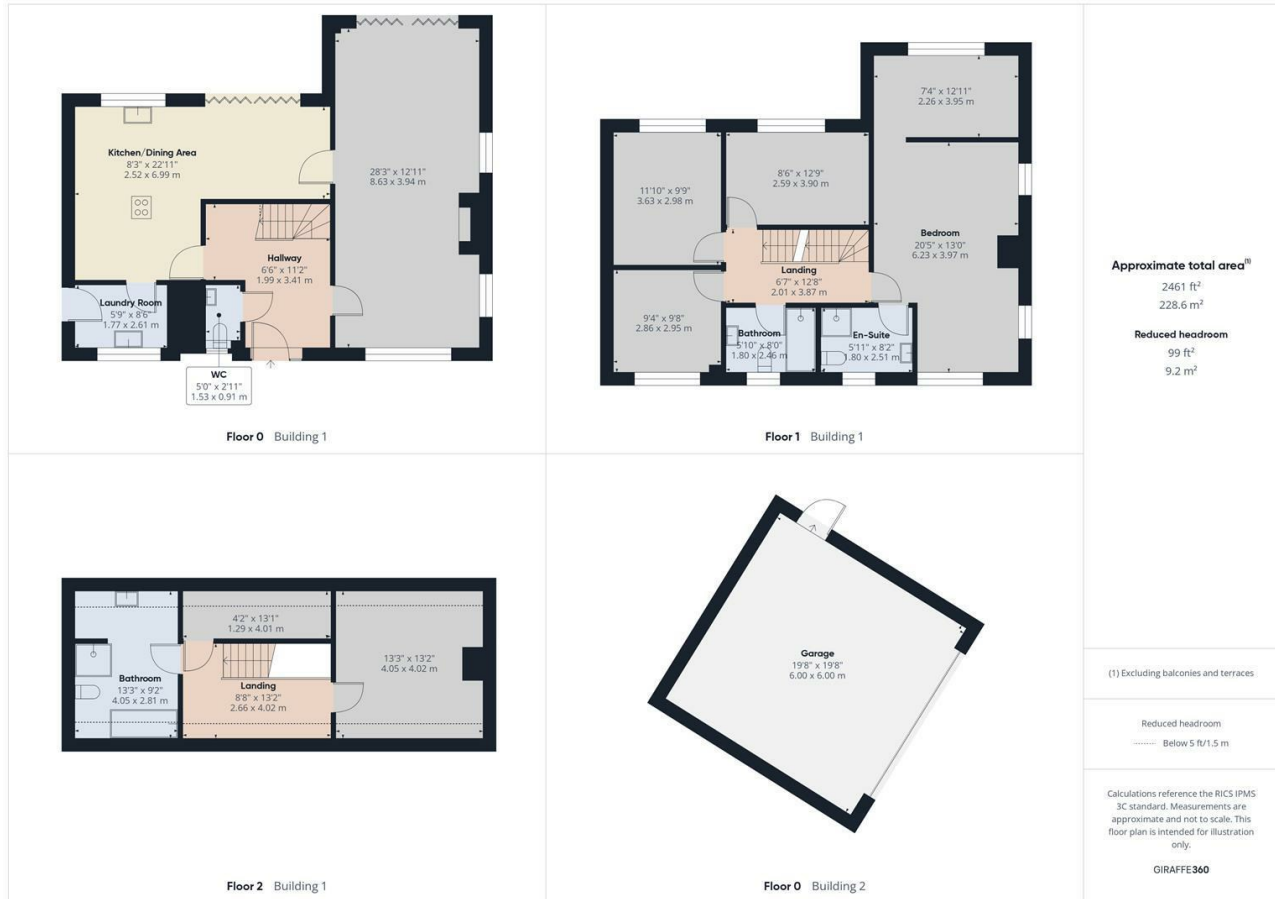 Kitchen/Dining Area
8'3" x 22'11"
2.52 x 6.99 m
28'3" x 12'11"
8.63 x 3.94 m
Hallway
6'6" x 11'2"
1.99 x 3.41 m
Laundry Room
5'9" x 8'6"
1.77 x 2.61 m
WC
5'0" x 2'11"
1.53 x 0.91 m
Floor 0 Building 1
7'4" x 12'11"
2.26 x 3.95 m
11'10" x 9'9"
3.63 x 2.98 m
8'6" x 12'9"
2.59 x 3.90 m
Bedroom
20'5" x 13'0"
6.23 x 3.97 m
Landing
6'7" x 12'8"
2.01 x 3.87 m
9'4" x 9'8"
2.86 x 2.95 m
Bathroom
5'10" x 8'0"
1.80 x 2.46 m
En-Suite
5'11" x 8'2"
1.80 x 2.51 m
Floor 1 Building 1
4'2" x 13'1"
1.29 x 4.01 m
13'3" x 13'2"
4.05 x 4.02 m
Bathroom
13'3" x 9'2"
4.05 x 2.81 m
Landing
8'8" x 13'2"
2.66 x 4.02 m
Floor 2 Building 1
Garage
19'8" x 19'8"
6.00 x 6.00 m
Floor 0 Building 2
Approximate total area(1)
2461 ft²
228.6 m²
Reduced headroom
99 ft²
9.2 m²
(1) Excluding balconies and terraces
Reduced headroom
Below 5 ft/1.5 m
Calculations reference the RICS IPMS
3C standard. Measurements are
approximate and not to scale. This
floor plan is intended for illustration
only.
GIRAFFE360